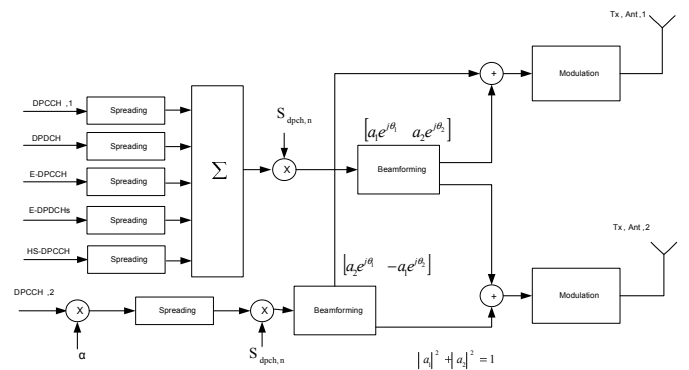 Tx, Ant,1
Modulation
+
DPCCH ,1
Spreading
DPDCH
Spreading
E-DPCCH
Spreading
E-DPDCHs
Spreading
HS-DPCCH
Spreading
∑
S dpch, n
X
[a₁e^{jθ₁} a₂e^{jθ₂}]
Beamforming
Tx, Ant,2
Modulation
+
[a₂e^{jθ₁} −a₁e^{jθ₂}]
Beamforming
DPCCH ,2
X
α
Spreading
X
S dpch, n
|a₁|² + |a₂|² = 1